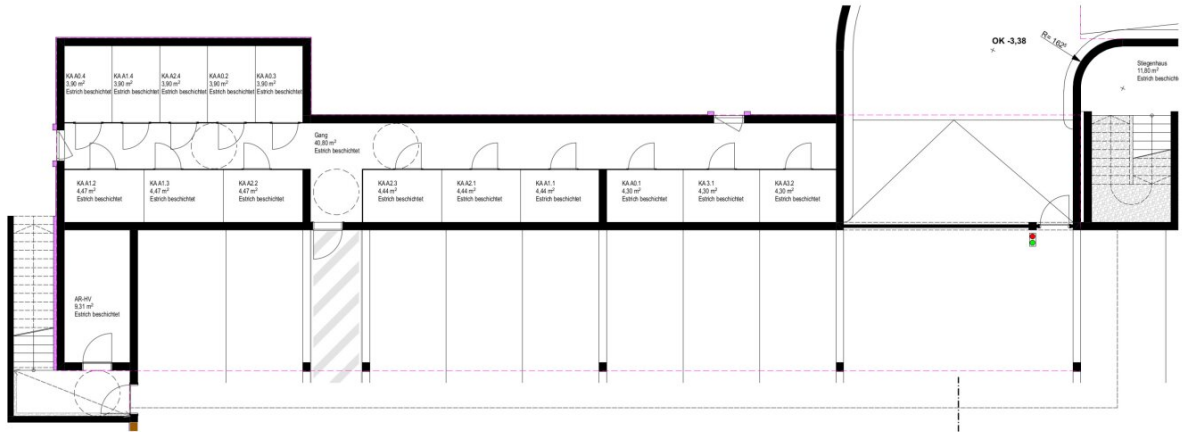 OK -3,38
R= 162⁵
Stiegenhaus
11,80 m²
Estrich beschichtet
KA A0.4
3,90 m²
Estrich beschichtet
KA A1.4
3,90 m²
Estrich beschichtet
KA A2.4
3,90 m²
Estrich beschichtet
KA A0.2
3,90 m²
Estrich beschichtet
KA A0.3
3,90 m²
Estrich beschichtet
Gang
40,80 m²
Estrich beschichtet
KA A1.2
4,47 m²
Estrich beschichtet
KA A1.3
4,47 m²
Estrich beschichtet
KA A2.2
4,47 m²
Estrich beschichtet
KA A2.3
4,44 m²
Estrich beschichtet
KA A2.1
4,44 m²
Estrich beschichtet
KA A1.1
4,44 m²
Estrich beschichtet
KA A0.1
4,30 m²
Estrich beschichtet
KA 3.1
4,30 m²
Estrich beschichtet
KA A3.2
4,30 m²
Estrich beschichtet
AR-HV
9,31 m²
Estrich beschichtet